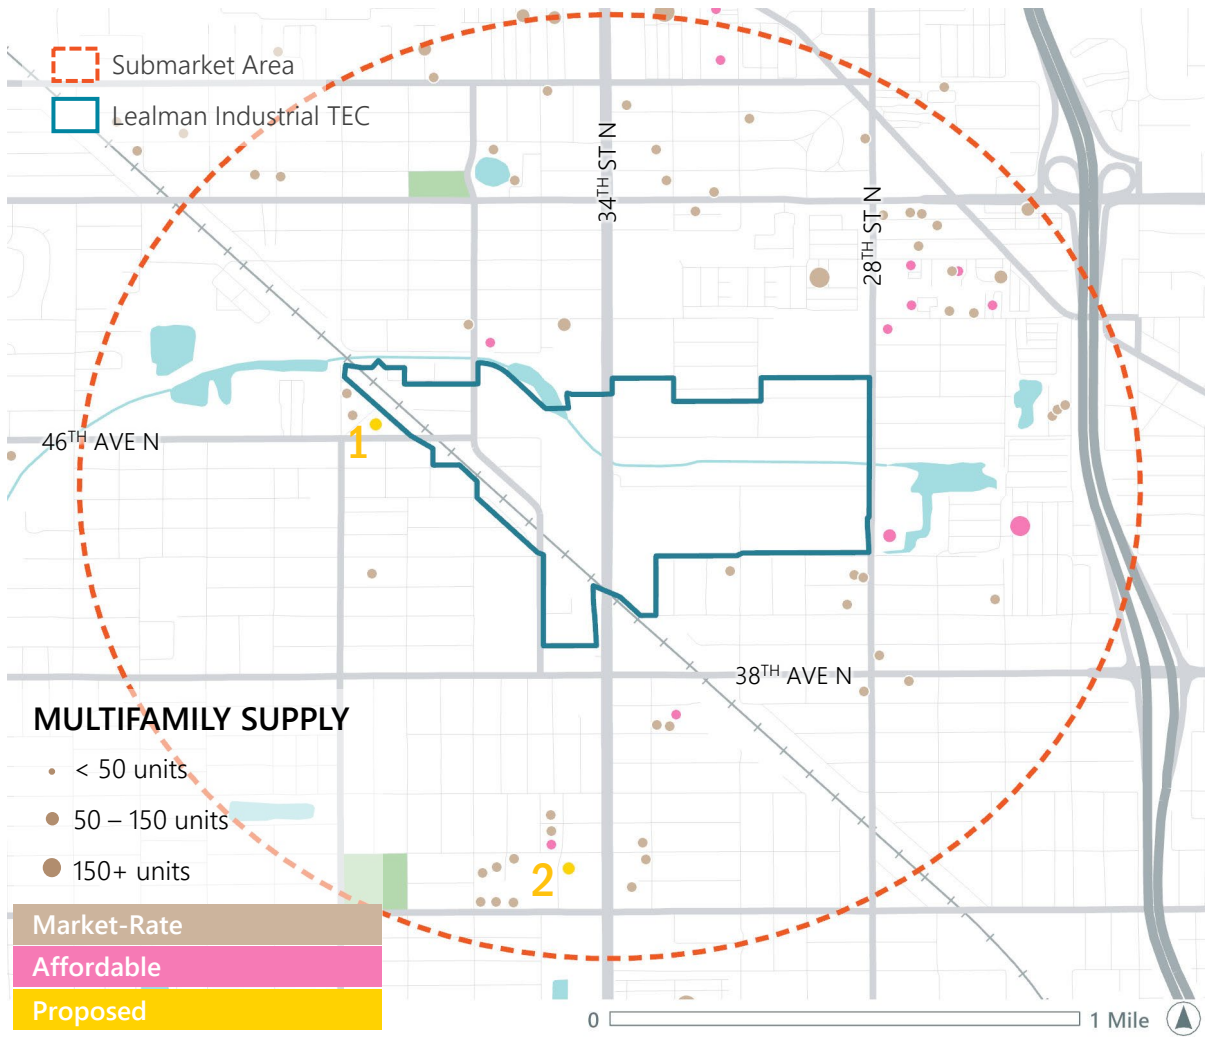 Submarket Area
Lealman Industrial TEC
34TH ST N
28TH ST N
46TH AVE N
1
38TH AVE N
MULTIFAMILY SUPPLY
< 50 units
50 – 150 units
150+ units
2
Market-Rate
Affordable
Proposed
0 1 Mile